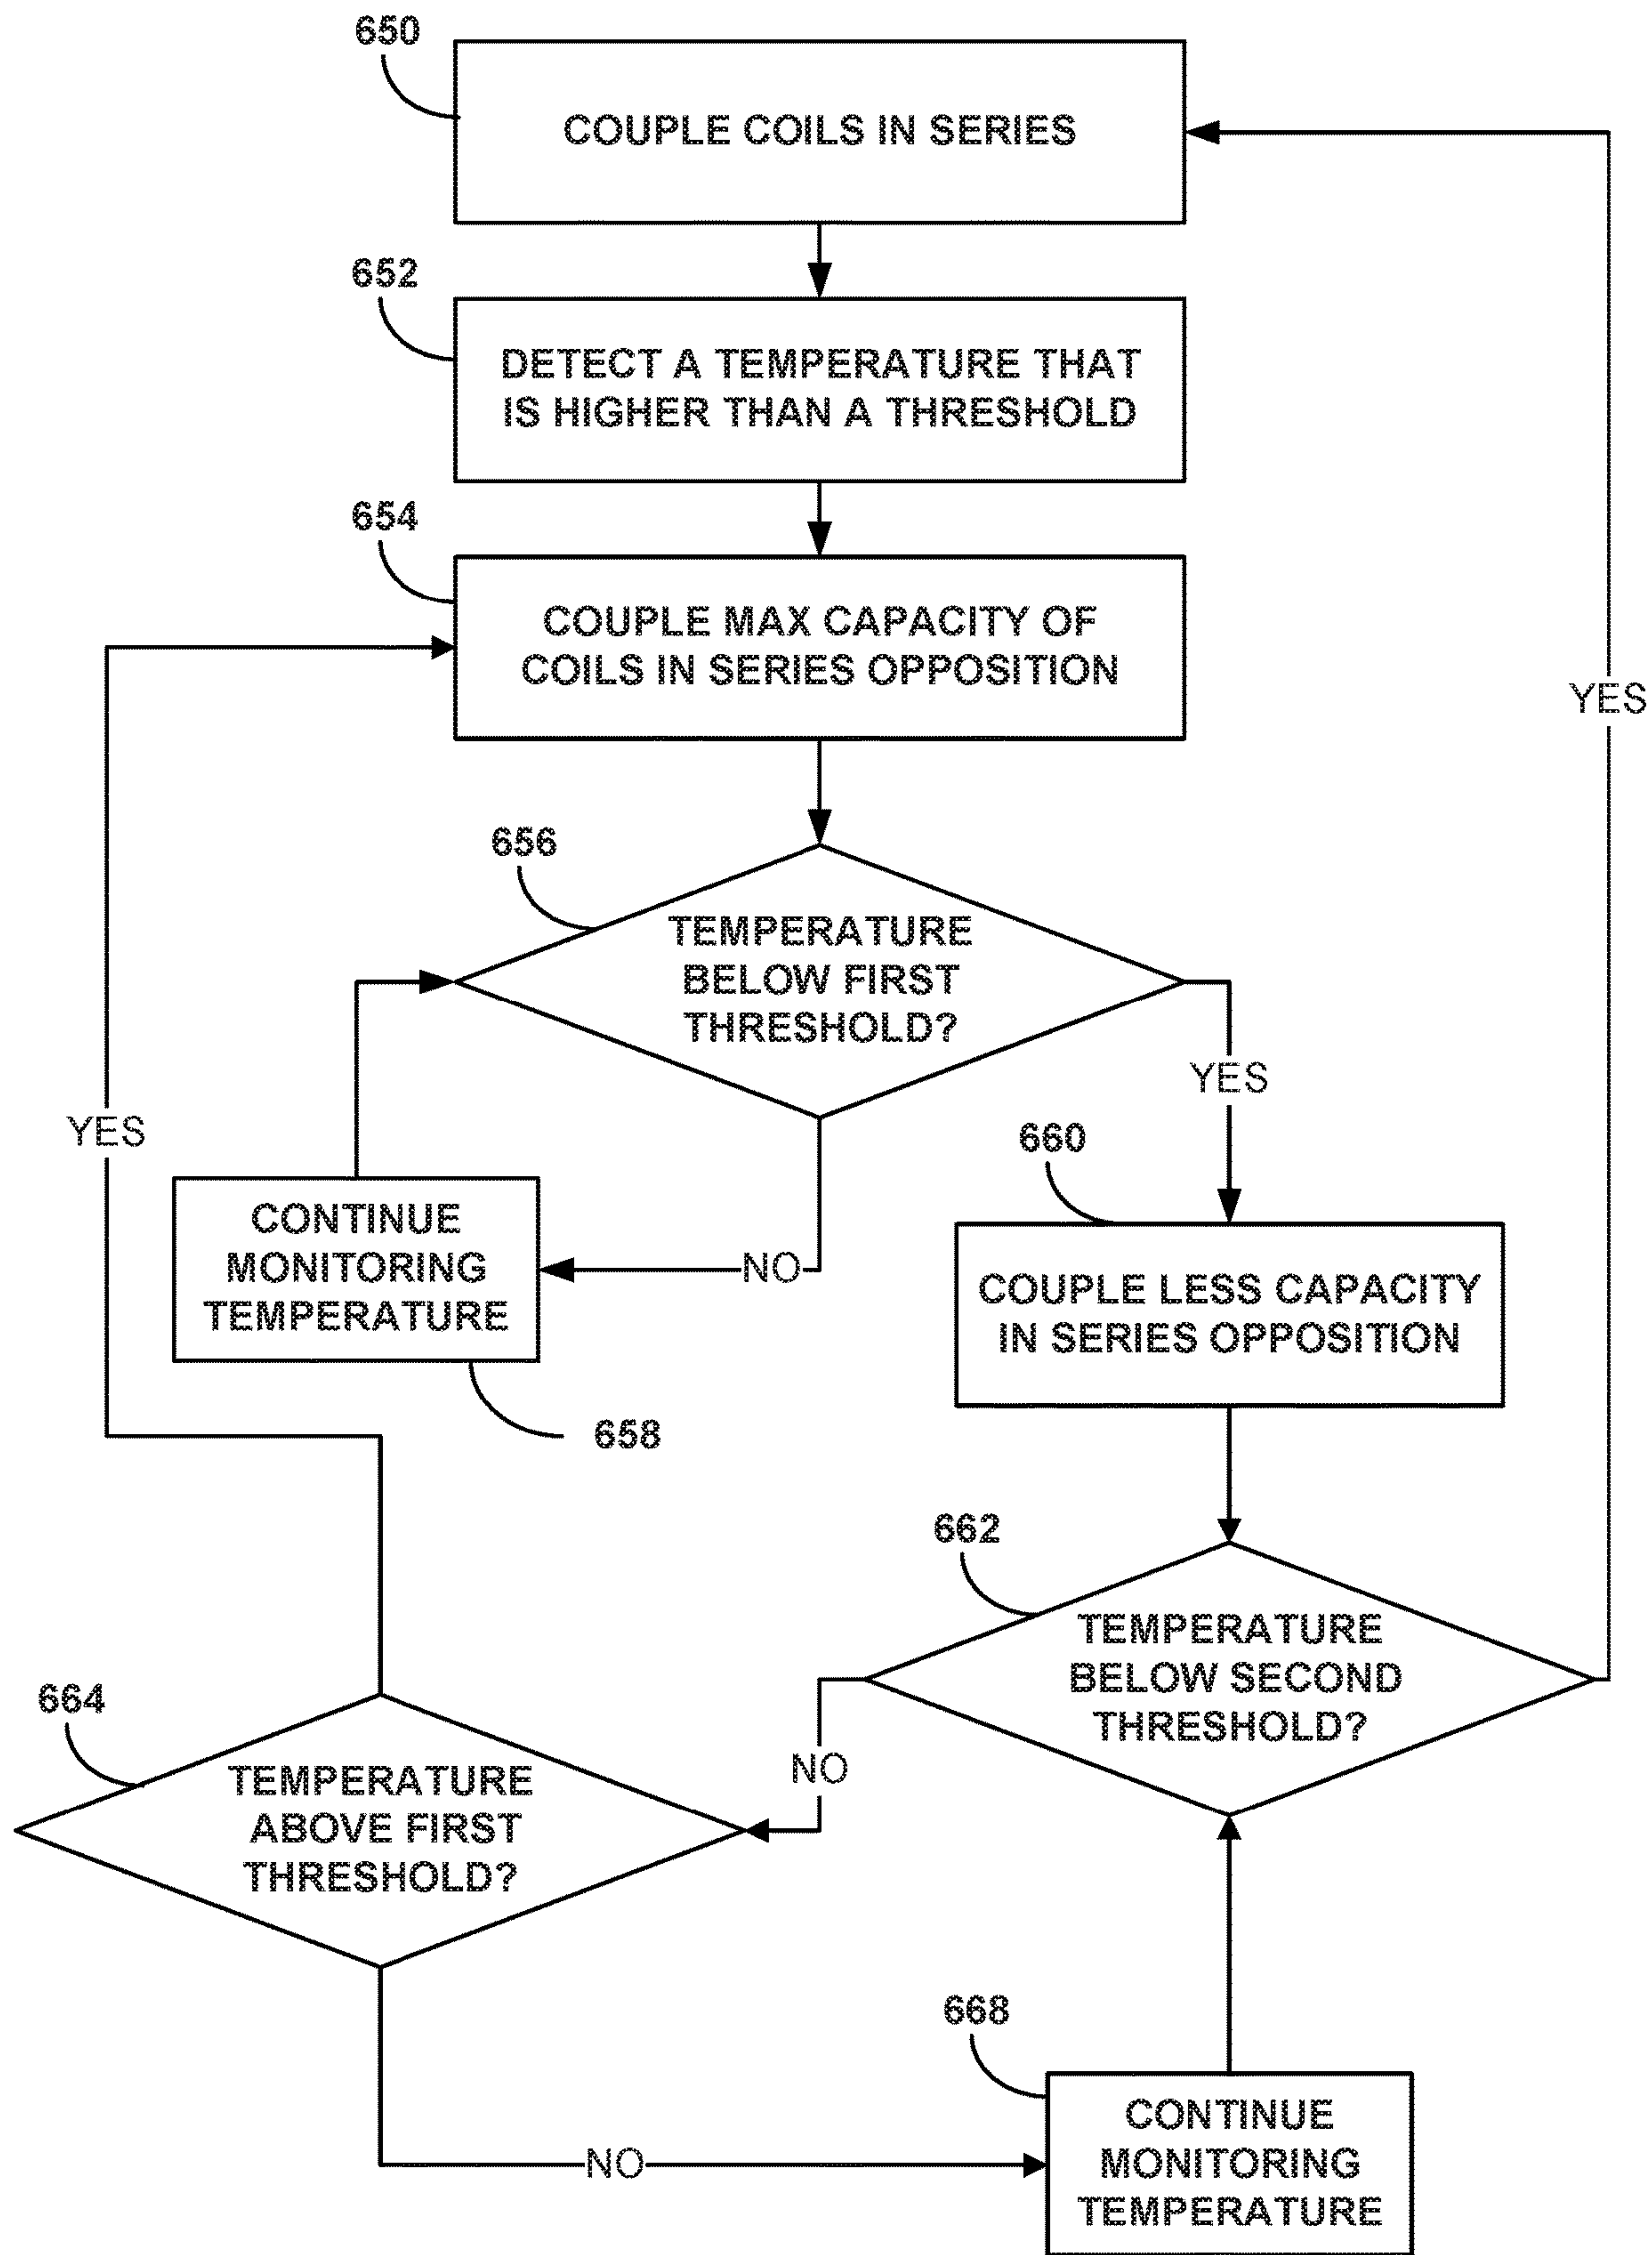 650
COUPLE COILS IN SERIES
652
DETECT A TEMPERATURE THAT
IS HIGHER THAN A THRESHOLD
654
COUPLE MAX CAPACITY OF
COILS IN SERIES OPPOSITION
YES
656
TEMPERATURE
BELOW FIRST
THRESHOLD?
YES
YES
660
CONTINUE
MONITORING
TEMPERATURE
NO
658
COUPLE LESS CAPACITY
IN SERIES OPPOSITION
662
TEMPERATURE
BELOW SECOND
THRESHOLD?
664
NO
TEMPERATURE
ABOVE FIRST
THRESHOLD?
668
NO
CONTINUE
MONITORING
TEMPERATURE